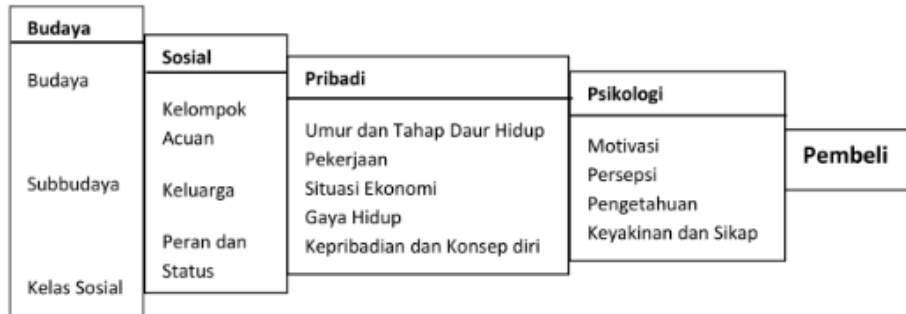 Budaya
Budaya
Subbudaya
Kelas Sosial
Sosial
Kelompok
Acuan
Keluarga
Peran dan
Status
Pribadi
Umur dan Tahap Daur Hidup
Pekerjaan
Situasi Ekonomi
Gaya Hidup
Kepribadian dan Konsep diri
Psikologi
Motivasi
Persepsi
Pengetahuan
Keyakinan dan Sikap
Pembeli